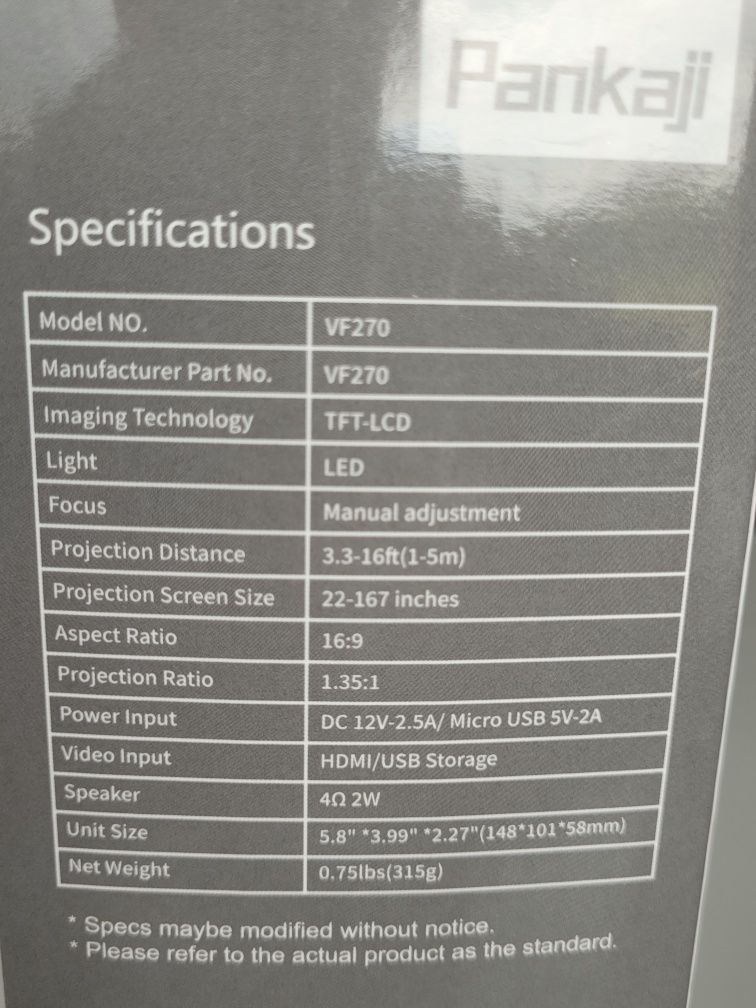 Pankaji
Specifications
Model NO. VF270
Manufacturer Part No. VF270
Imaging Technology TFT-LCD
Light LED
Focus Manual adjustment
Projection Distance 3.3-16ft(1-5m)
Projection Screen Size 22-167 inches
Aspect Ratio 16:9
Projection Ratio 1.35:1
Power Input DC 12V-2.5A/ Micro USB 5V-2A
Video Input HDMI/USB Storage
Speaker 4Ω 2W
Unit Size 5.8" *3.99" *2.27"(148*101*58mm)
Net Weight 0.75lbs(315g)
* Specs maybe modified without notice.
* Please refer to the actual product as the standard.